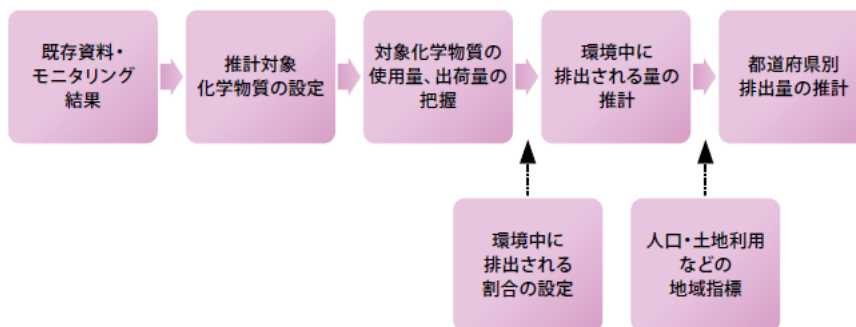 既存資料・
モニタリング
結果
推計対象
化学物質の設定
対象化学物質の
使用量、出荷量の
把握
環境中に
排出される量の
推計
都道府県別
排出量の推計
環境中に
排出される
割合の設定
人口・土地利用
などの
地域指標